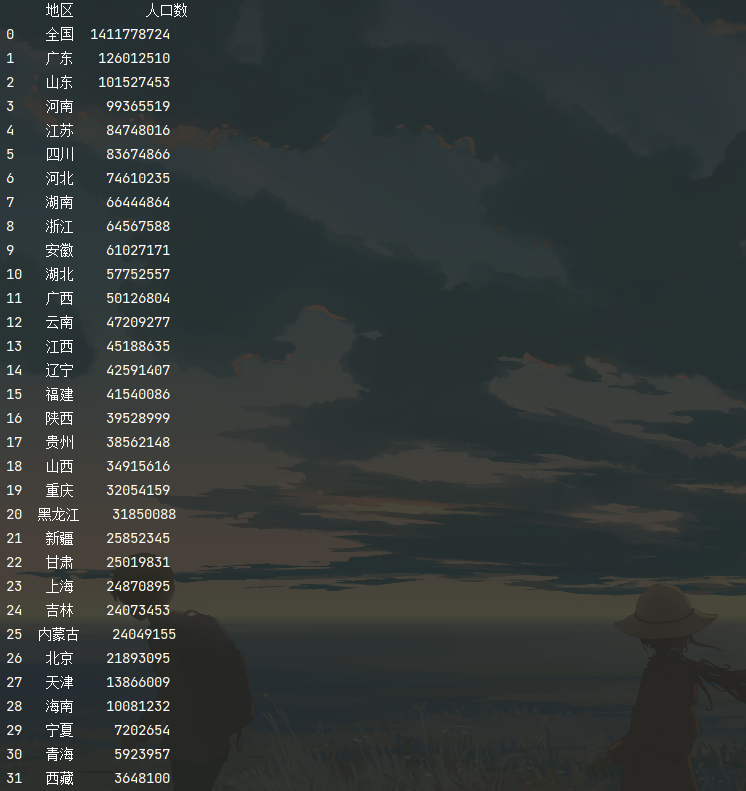 地区 人口数
0 全国 1411778724
1 广东 126012510
2 山东 101527453
3 河南 99365519
4 江苏 84748016
5 四川 83674866
6 河北 74610235
7 湖南 66444864
8 浙江 64567588
9 安徽 61027171
10 湖北 57752557
11 广西 50126804
12 云南 47209277
13 江西 45188635
14 辽宁 42591407
15 福建 41540086
16 陕西 39528999
17 贵州 38562148
18 山西 34915616
19 重庆 32054159
20 黑龙江 31850088
21 新疆 25852345
22 甘肃 25019831
23 上海 24870895
24 吉林 24073453
25 内蒙古 24049155
26 北京 21893095
27 天津 13866009
28 海南 10081232
29 宁夏 7202654
30 青海 5923957
31 西藏 3648100